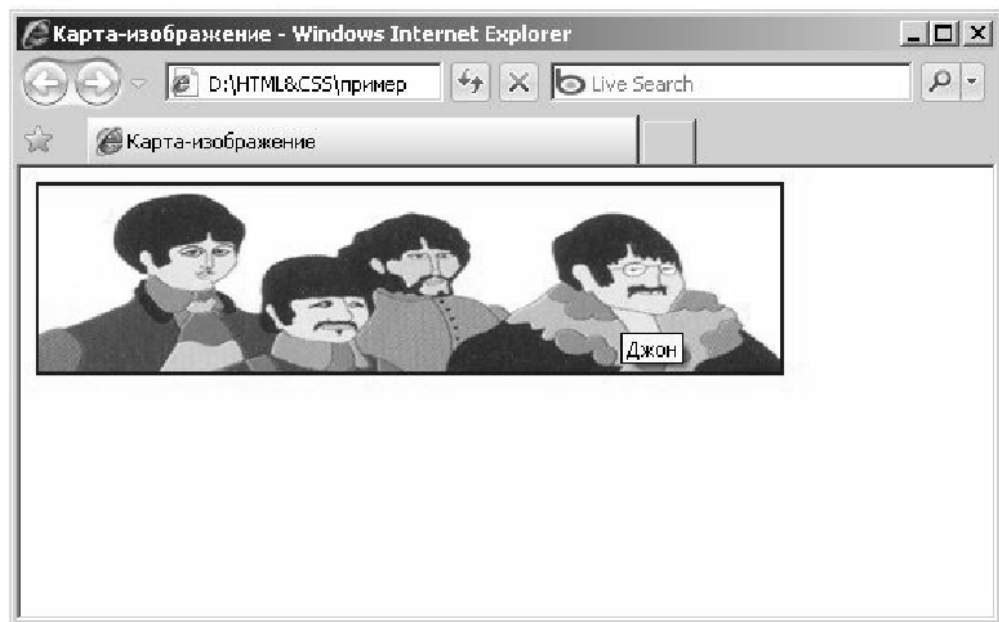 Карта-изображение - Windows Internet Explorer
D:\HTML&CSS\пример
Live Search
Карта-изображение
Джон